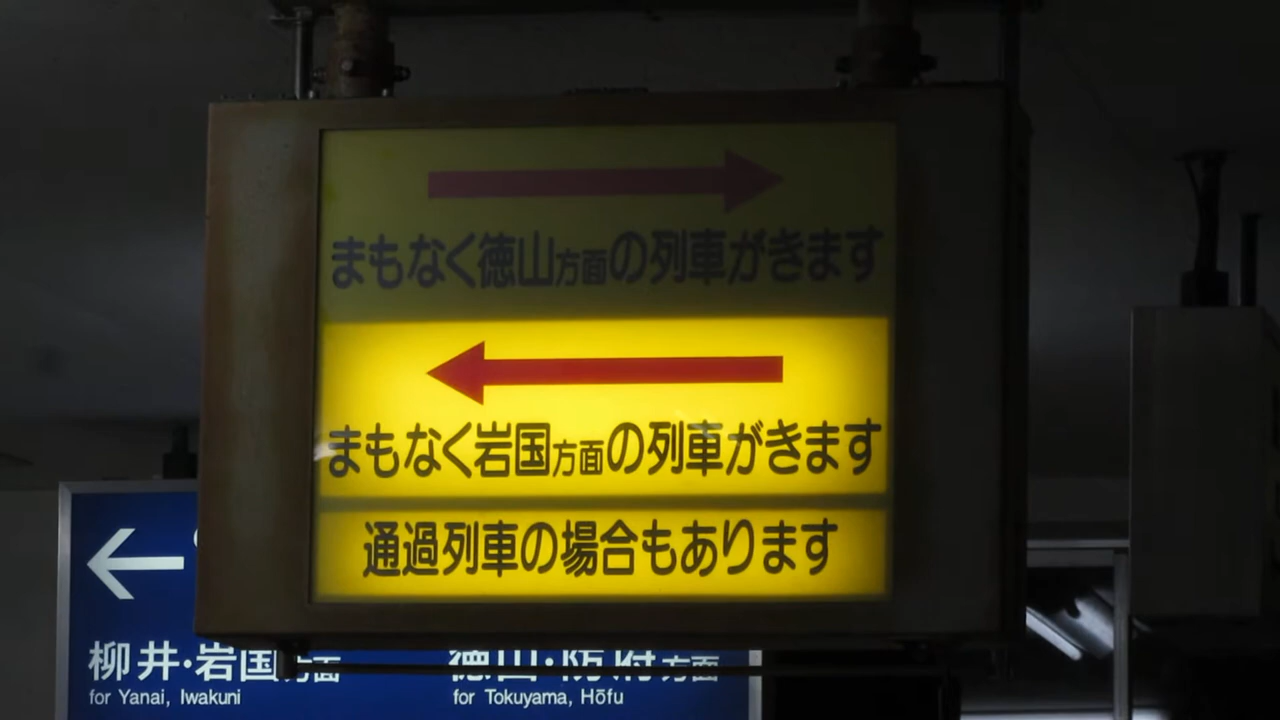 まもなく徳山方面の列車がきます
まもなく岩国方面の列車がきます
通過列車の場合もあります
柳井・岩国方面
for Yanai, Iwakuni
徳山・防府方面
for Tokuyama, Hōfu